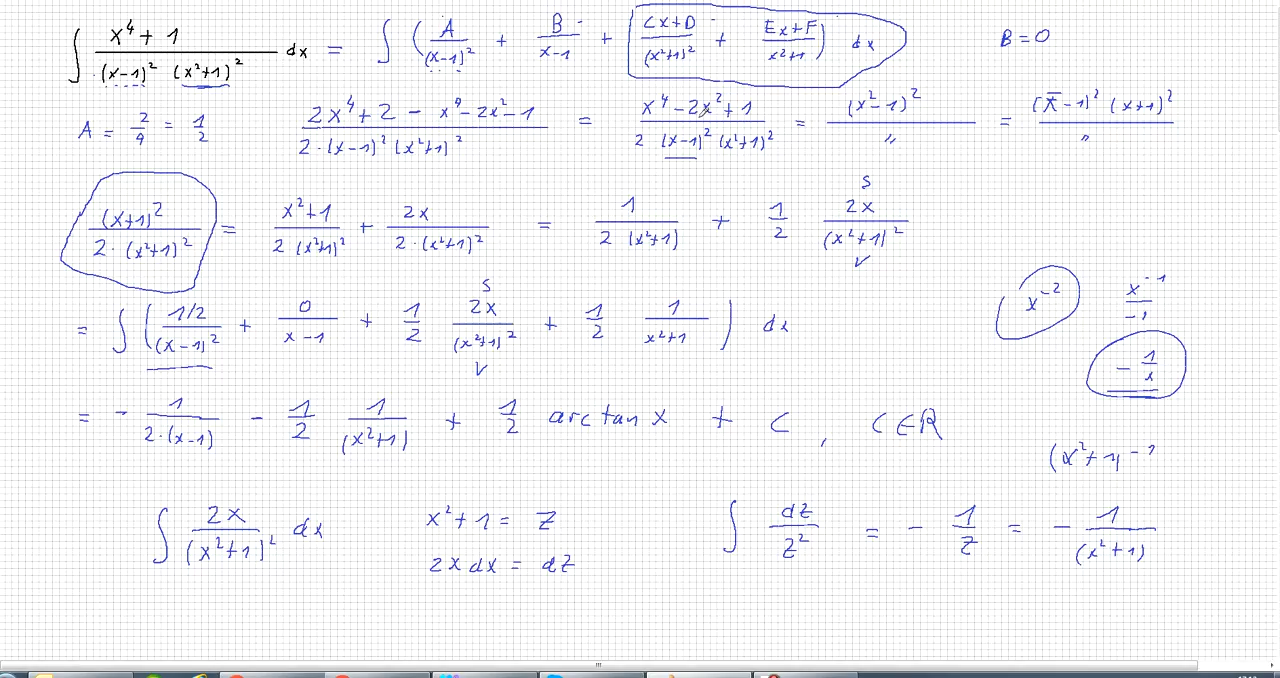 ∫ (x⁴ + 1)/((x-1)² (x²+1)²) dx = ∫ ( A/(x-1)² + B/(x-1) + (Cx+D)/(x²+1)² + (Ex+F)/(x²+1) ) dx B=0
A = 2/4 = 1/2 (2x⁴ + 2 - x⁴ - 2x² - 1)/(2·(x-1)² (x²+1)²) = (x⁴ - 2x² + 1)/(2 (x-1)² (x²+1)²) = (x²-1)²/〃 = (x-1)² (x+1)²/〃
(x+1)²/(2·(x²+1)²) = (x²+1)/(2 (x²+1)²) + 2x/(2·(x²+1)²) = 1/(2 (x²+1)) + 1/2 S 2x/(x²+1)² V
= ∫ ( (1/2)/(x-1)² + 0/(x-1) + 1/2 S 2x/(x²+1)² V + 1/2 1/(x²+1) ) dx
x⁻² x⁻¹/-1
- 1/x
= - 1/(2·(x-1)) - 1/2 1/(x²+1) + 1/2 arctan x + C , C∈R
∫ 2x/(x²+1)² dx x²+1 = z ∫ dz/z² = - 1/z = - 1/(x²+1)
2x dx = dz